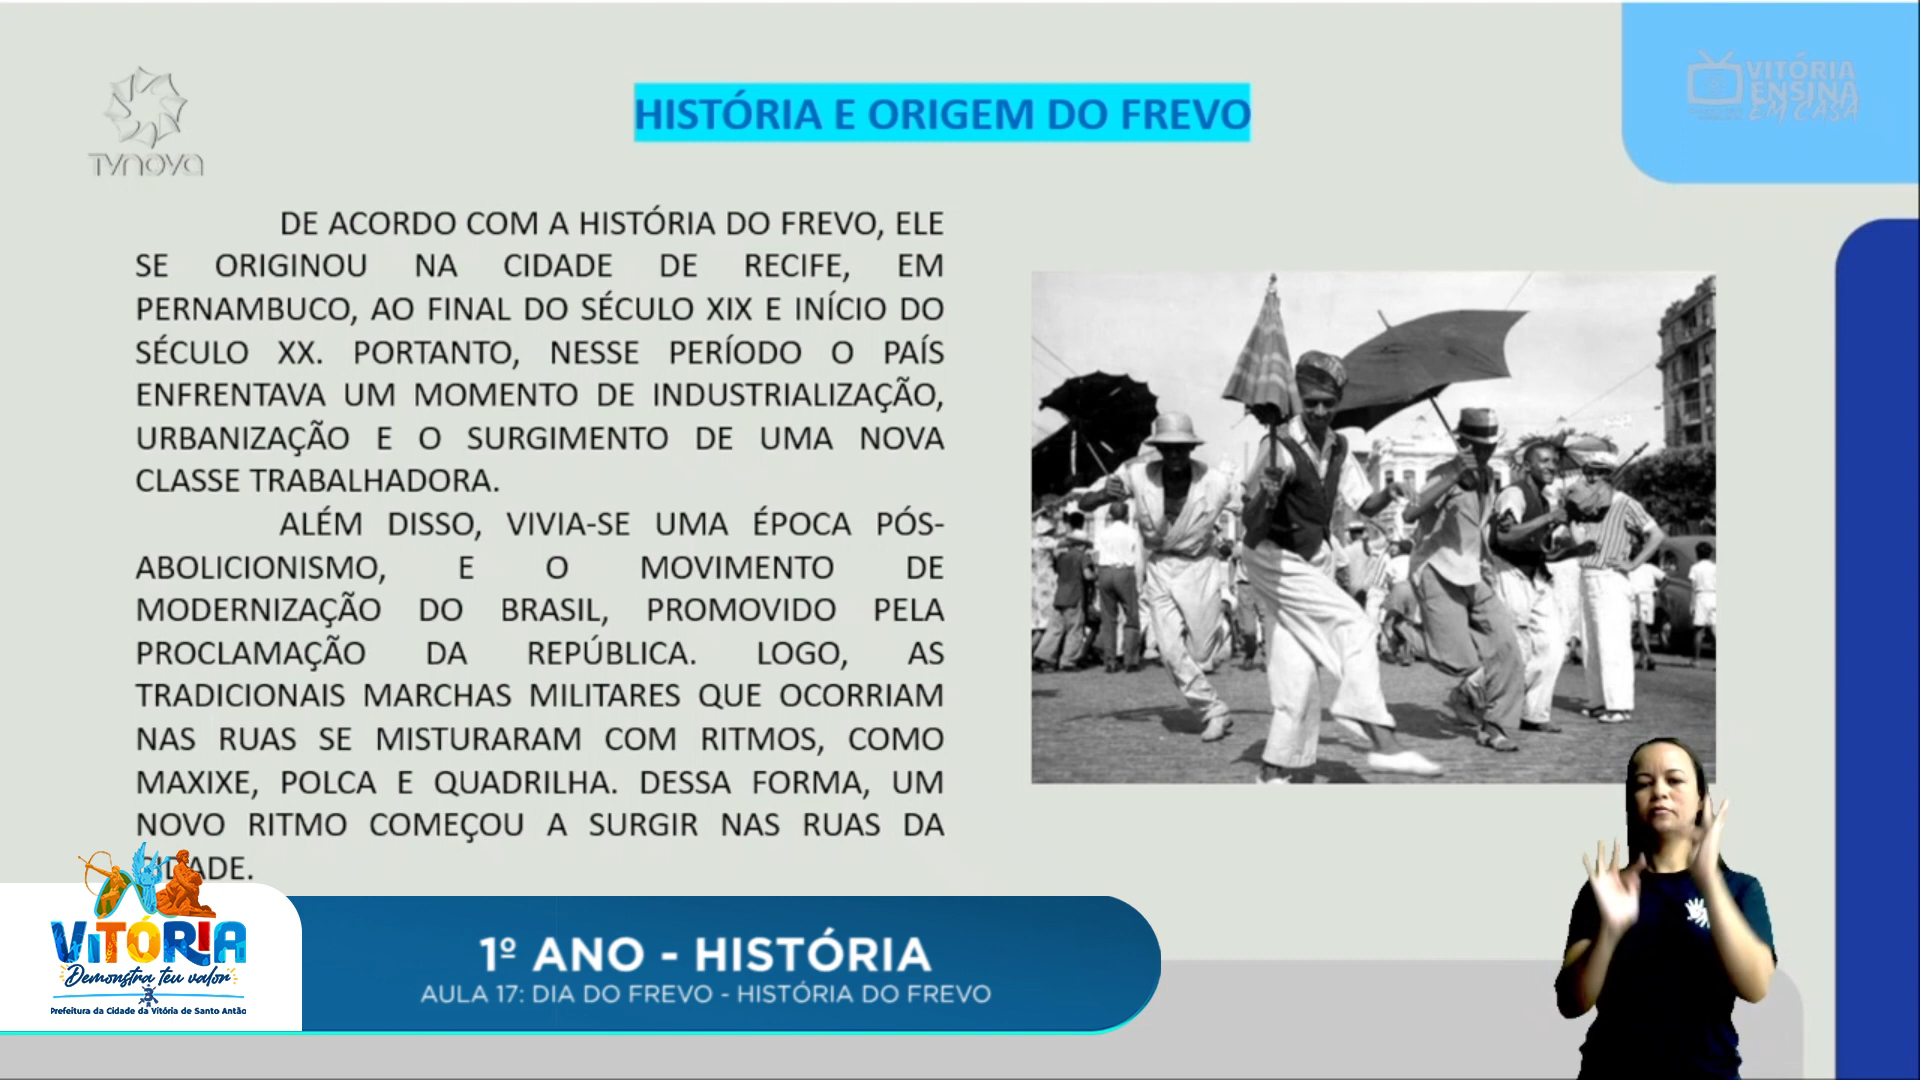 TVNOVA
VITÓRIA
ENSINA
EM CASA
HISTÓRIA E ORIGEM DO FREVO
DE ACORDO COM A HISTÓRIA DO FREVO, ELE
SE ORIGINOU NA CIDADE DE RECIFE, EM
PERNAMBUCO, AO FINAL DO SÉCULO XIX E INÍCIO DO
SÉCULO XX. PORTANTO, NESSE PERÍODO O PAÍS
ENFRENTAVA UM MOMENTO DE INDUSTRIALIZAÇÃO,
URBANIZAÇÃO E O SURGIMENTO DE UMA NOVA
CLASSE TRABALHADORA.
ALÉM DISSO, VIVIA-SE UMA ÉPOCA PÓS-
ABOLICIONISMO, E O MOVIMENTO DE
MODERNIZAÇÃO DO BRASIL, PROMOVIDO PELA
PROCLAMAÇÃO DA REPÚBLICA. LOGO, AS
TRADICIONAIS MARCHAS MILITARES QUE OCORRIAM
NAS RUAS SE MISTURARAM COM RITMOS, COMO
MAXIXE, POLCA E QUADRILHA. DESSA FORMA, UM
NOVO RITMO COMEÇOU A SURGIR NAS RUAS DA
CIDADE.
VITÓRIA
Demonstra teu valor
Prefeitura da Cidade da Vitória de Santo Antão
1º ANO - HISTÓRIA
AULA 17: DIA DO FREVO - HISTÓRIA DO FREVO